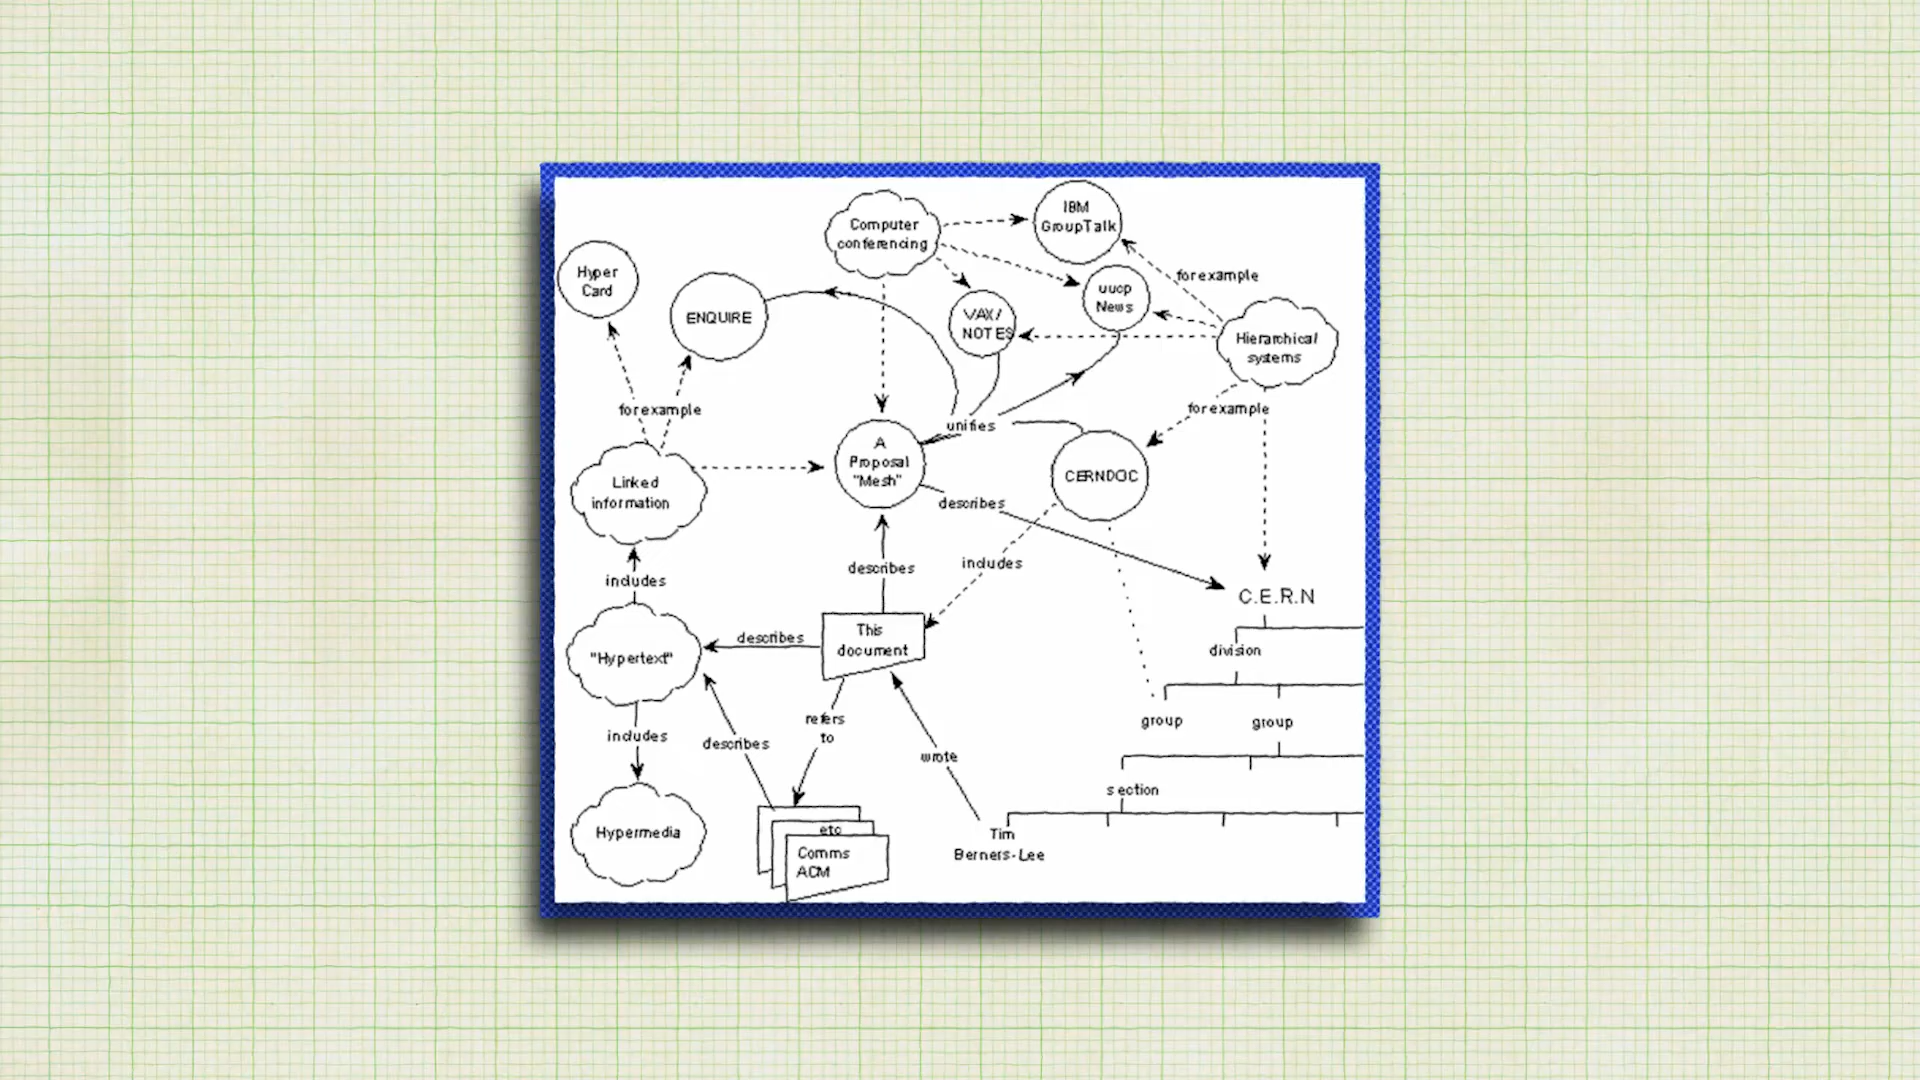 IBM
GroupTalk
Computer
conferencing
Hyper
Card
for example
uucp
News
ENQUIRE
VAX/
NOTES
Hierarchical
systems
for example
for example
unifies
A
Proposal
"Mesh"
CERNDOC
Linked
information
describes
includes
describes
includes
C.E.R.N
This
document
describes
division
"Hypertext"
refers
to
group
group
includes
describes
wrote
section
Hypermedia
etc
Tim
Berners-Lee
Comms
ACM